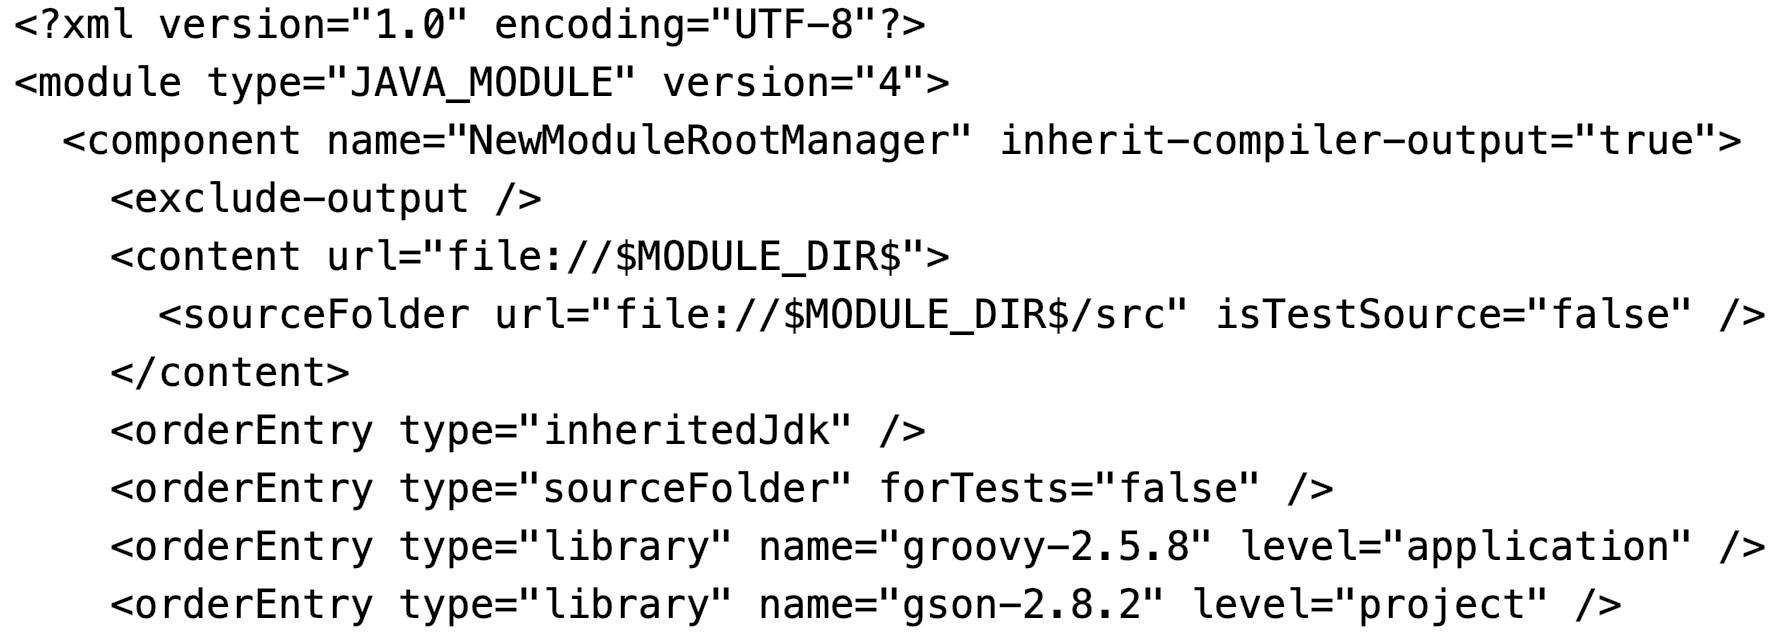 <?xml version="1.0" encoding="UTF-8"?>
<module type="JAVA_MODULE" version="4">
  <component name="NewModuleRootManager" inherit-compiler-output="true">
    <exclude-output />
    <content url="file://$MODULE_DIR$">
      <sourceFolder url="file://$MODULE_DIR$/src" isTestSource="false" />
    </content>
    <orderEntry type="inheritedJdk" />
    <orderEntry type="sourceFolder" forTests="false" />
    <orderEntry type="library" name="groovy-2.5.8" level="application" />
    <orderEntry type="library" name="gson-2.8.2" level="project" />